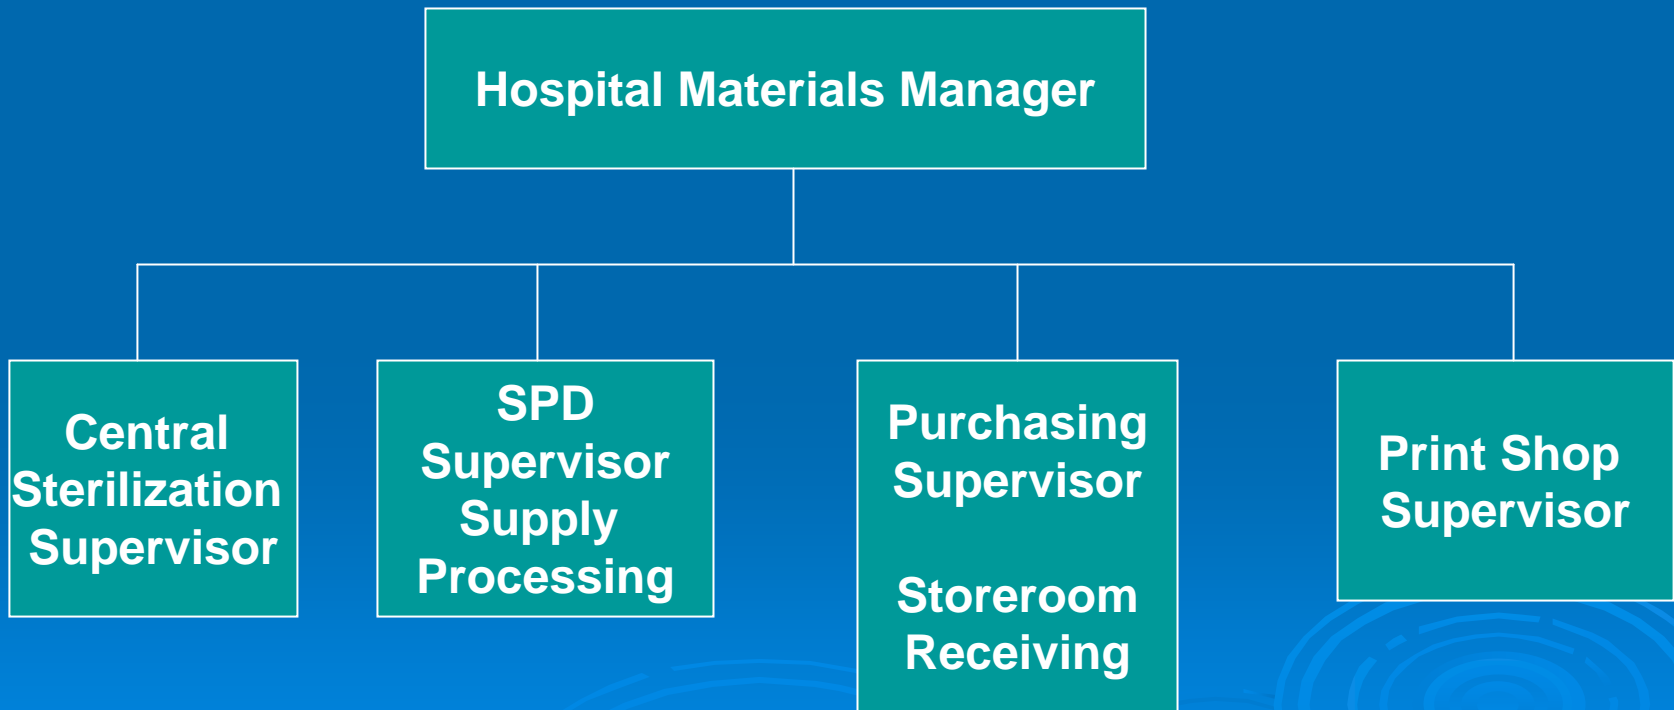 Hospital Materials Manager
Central
Sterilization
Supervisor
SPD
Supervisor
Supply
Processing
Purchasing
Supervisor
Storeroom
Receiving
Print Shop
Supervisor